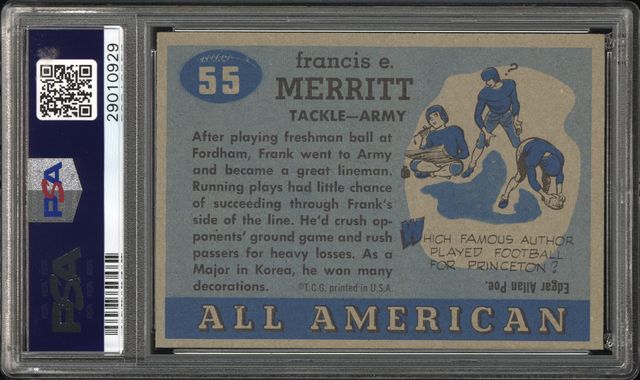 29010929
PSA
PSA
55
francis e.
MERRITT
TACKLE—ARMY
After playing freshman ball at
Fordham, Frank went to Army
and became a great lineman.
Running plays had little chance
of succeeding through Frank's
side of the line. He'd crush op-
ponents' ground game and rush
passers for heavy losses. As a
Major in Korea, he won many
decorations.
©T.C.G. printed in U.S.A.
?
WHICH FAMOUS AUTHOR
PLAYED FOOTBALL
FOR PRINCETON?
Edgar Allan Poe.
ALL AMERICAN